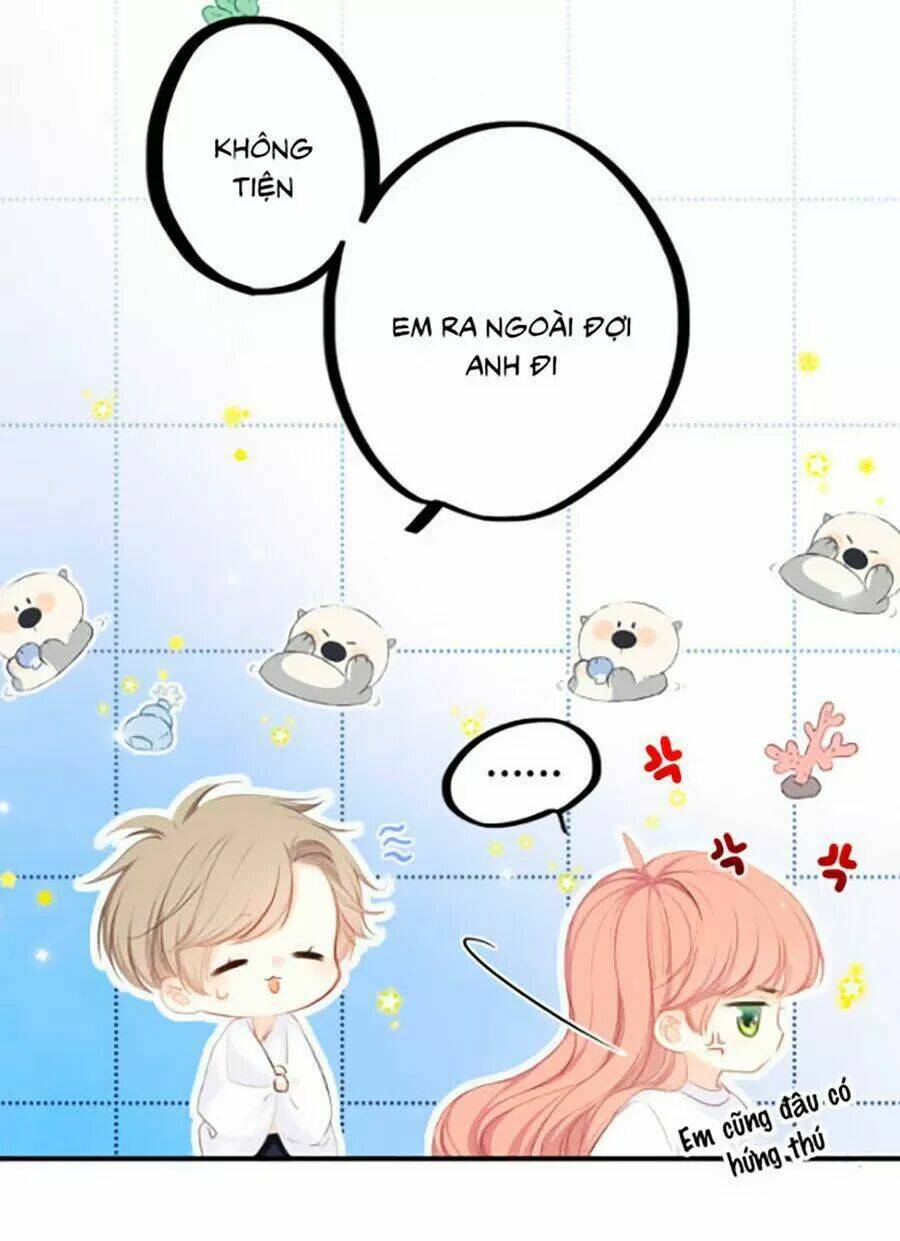 KHÔNG
TIỆN
EM RA NGOÀI ĐỢI
ANH ĐI
......
Em cũng đâu có
hứng thú